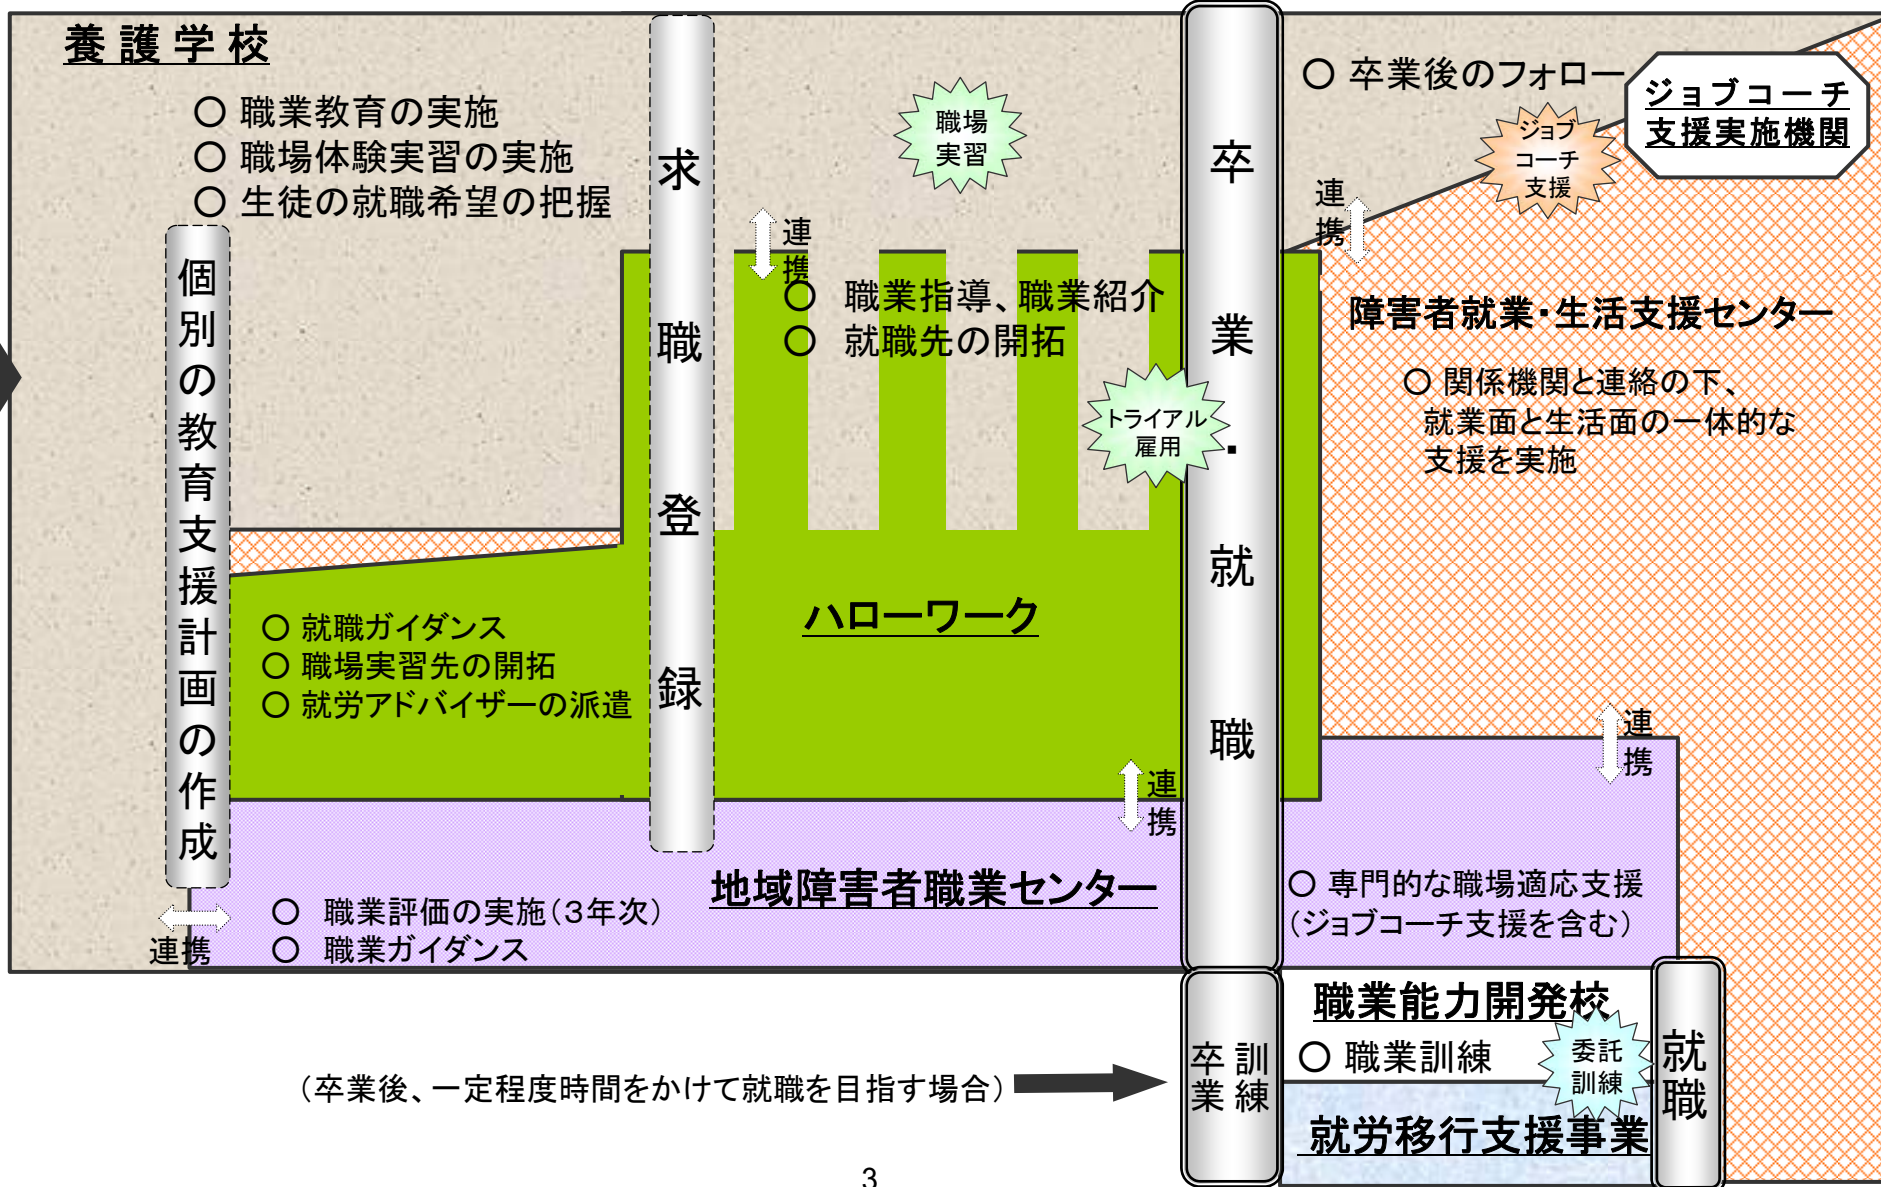 養護学校
○ 職業教育の実施
○ 職場体験実習の実施
○ 生徒の就職希望の把握
個別の教育支援計画の作成
求職登録
職場
実習
卒業・就職
○ 卒業後のフォロー
ジョブコーチ
支援実施機関
ジョブ
コーチ
支援
連携
連携
○ 職業指導、職業紹介
○ 就職先の開拓
トライアル
雇用
障害者就業・生活支援センター
○ 関係機関と連絡の下、
就業面と生活面の一体的な
支援を実施
ハローワーク
○ 就職ガイダンス
○ 職場実習先の開拓
○ 就労アドバイザーの派遣
連携
連携
地域障害者職業センター
○ 職業評価の実施(3年次)
○ 職業ガイダンス
連携
○ 専門的な職場適応支援
(ジョブコーチ支援を含む)
職業能力開発校
○ 職業訓練
委託
訓練
就職
訓練
卒業
(卒業後、一定程度時間をかけて就職を目指す場合)
就労移行支援事業
3